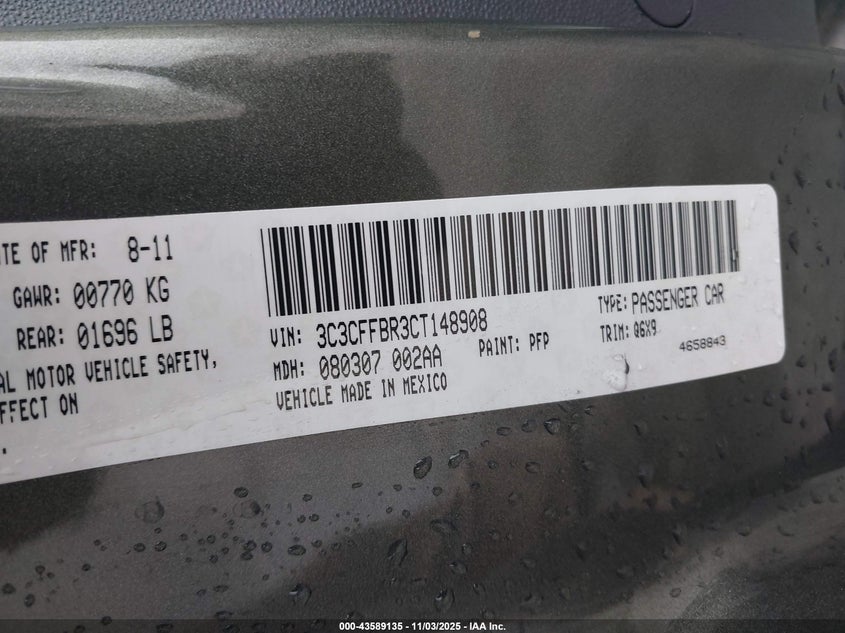 TE OF MFR: 8-11
GAWR: 00770 KG
REAR: 01696 LB
AL MOTOR VEHICLE SAFETY,
FFECT ON
.
VIN: 3C3CFFBR3CT148908
TYPE: PASSENGER CAR
MDH: 080307 002AA
PAINT: PFP
TRIM: Q6X9
VEHICLE MADE IN MEXICO
4658843
000-43589135 - 11/03/2025 - IAA Inc.